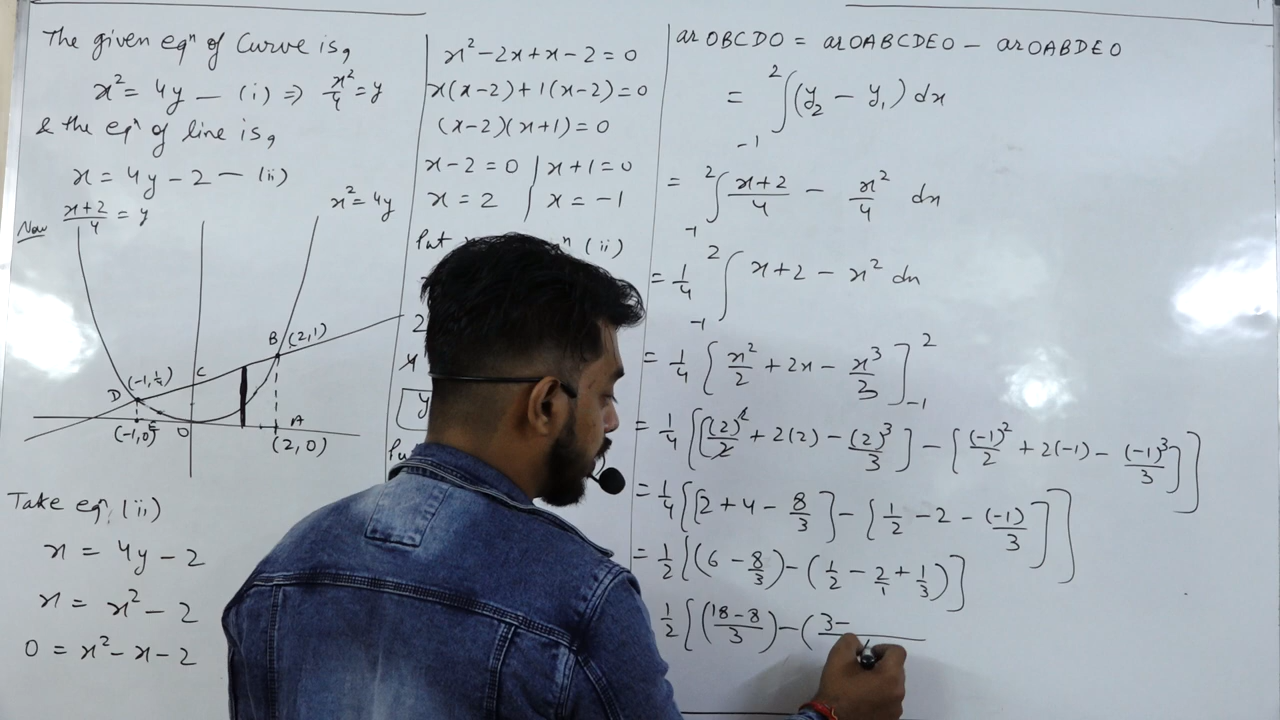 The given eqⁿ of Curve is,
x² = 4y — (i) ⇒ x²/4 = y
& the eqⁿ of line is,
x = 4y - 2 — (ii)
(x+2)/4 = y
Now
x² = 4y
B (2,1)
D (-1, 1/4)
C
(-1,0) E O
A
(2,0)
Take eqⁿ (ii)
x = 4y - 2
x = x² - 2
0 = x² - x - 2
x² - 2x + x - 2 = 0
x(x-2) + 1(x-2) = 0
(x-2)(x+1) = 0
x - 2 = 0 | x + 1 = 0
x = 2 | x = -1
Put (ii)
2
y
ar OBCDO = ar OABCDEO - ar OABDEO
= ₋₁²∫ (y₂ - y₁) dx
= ₋₁²∫ (x+2)/4 - x²/4 dx
= 1/4 ₋₁²∫ x + 2 - x² dx
= 1/4 [x²/2 + 2x - x³/3]₋₁²
= 1/4 [[(2)²/2 + 2(2) - (2)³/3] - [(-1)²/2 + 2(-1) - (-1)³/3]]
= 1/4 [[2 + 4 - 8/3] - [1/2 - 2 - (-1)/3]]
= 1/2 [(6 - 8/3) - (1/2 - 2/1 + 1/3)]
1/2 [((18-8)/3) - (3-